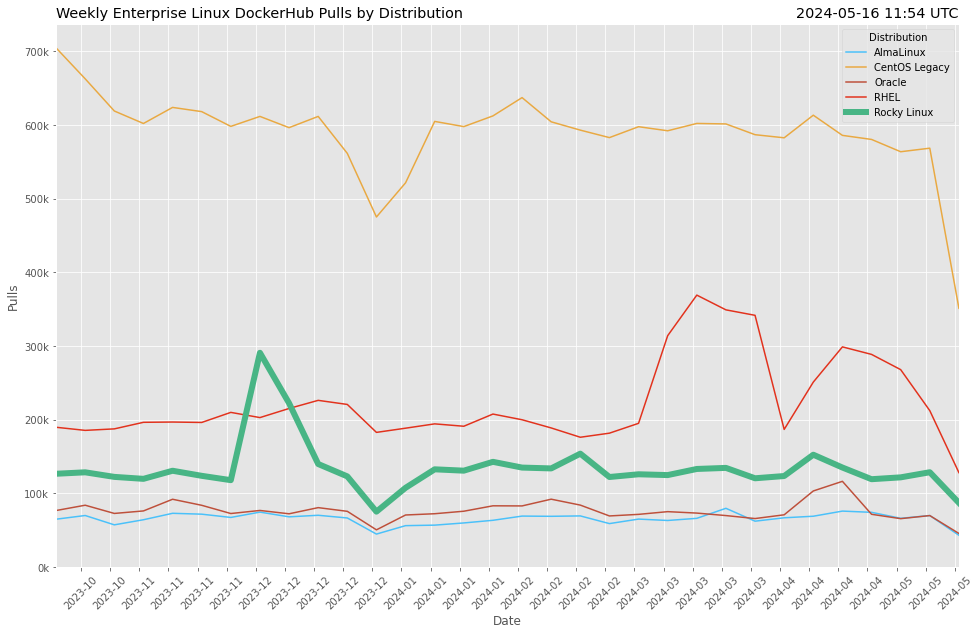 Weekly Enterprise Linux DockerHub Pulls by Distribution
2024-05-16 11:54 UTC
Distribution
AlmaLinux
CentOS Legacy
Oracle
RHEL
Rocky Linux
Pulls
700k
600k
500k
400k
300k
200k
100k
0k
2023-10
2023-10
2023-11
2023-11
2023-11
2023-11
2023-12
2023-12
2023-12
2023-12
2023-12
2024-01
2024-01
2024-01
2024-01
2024-02
2024-02
2024-02
2024-02
2024-03
2024-03
2024-03
2024-03
2024-04
2024-04
2024-04
2024-04
2024-04
2024-05
2024-05
2024-05
Date